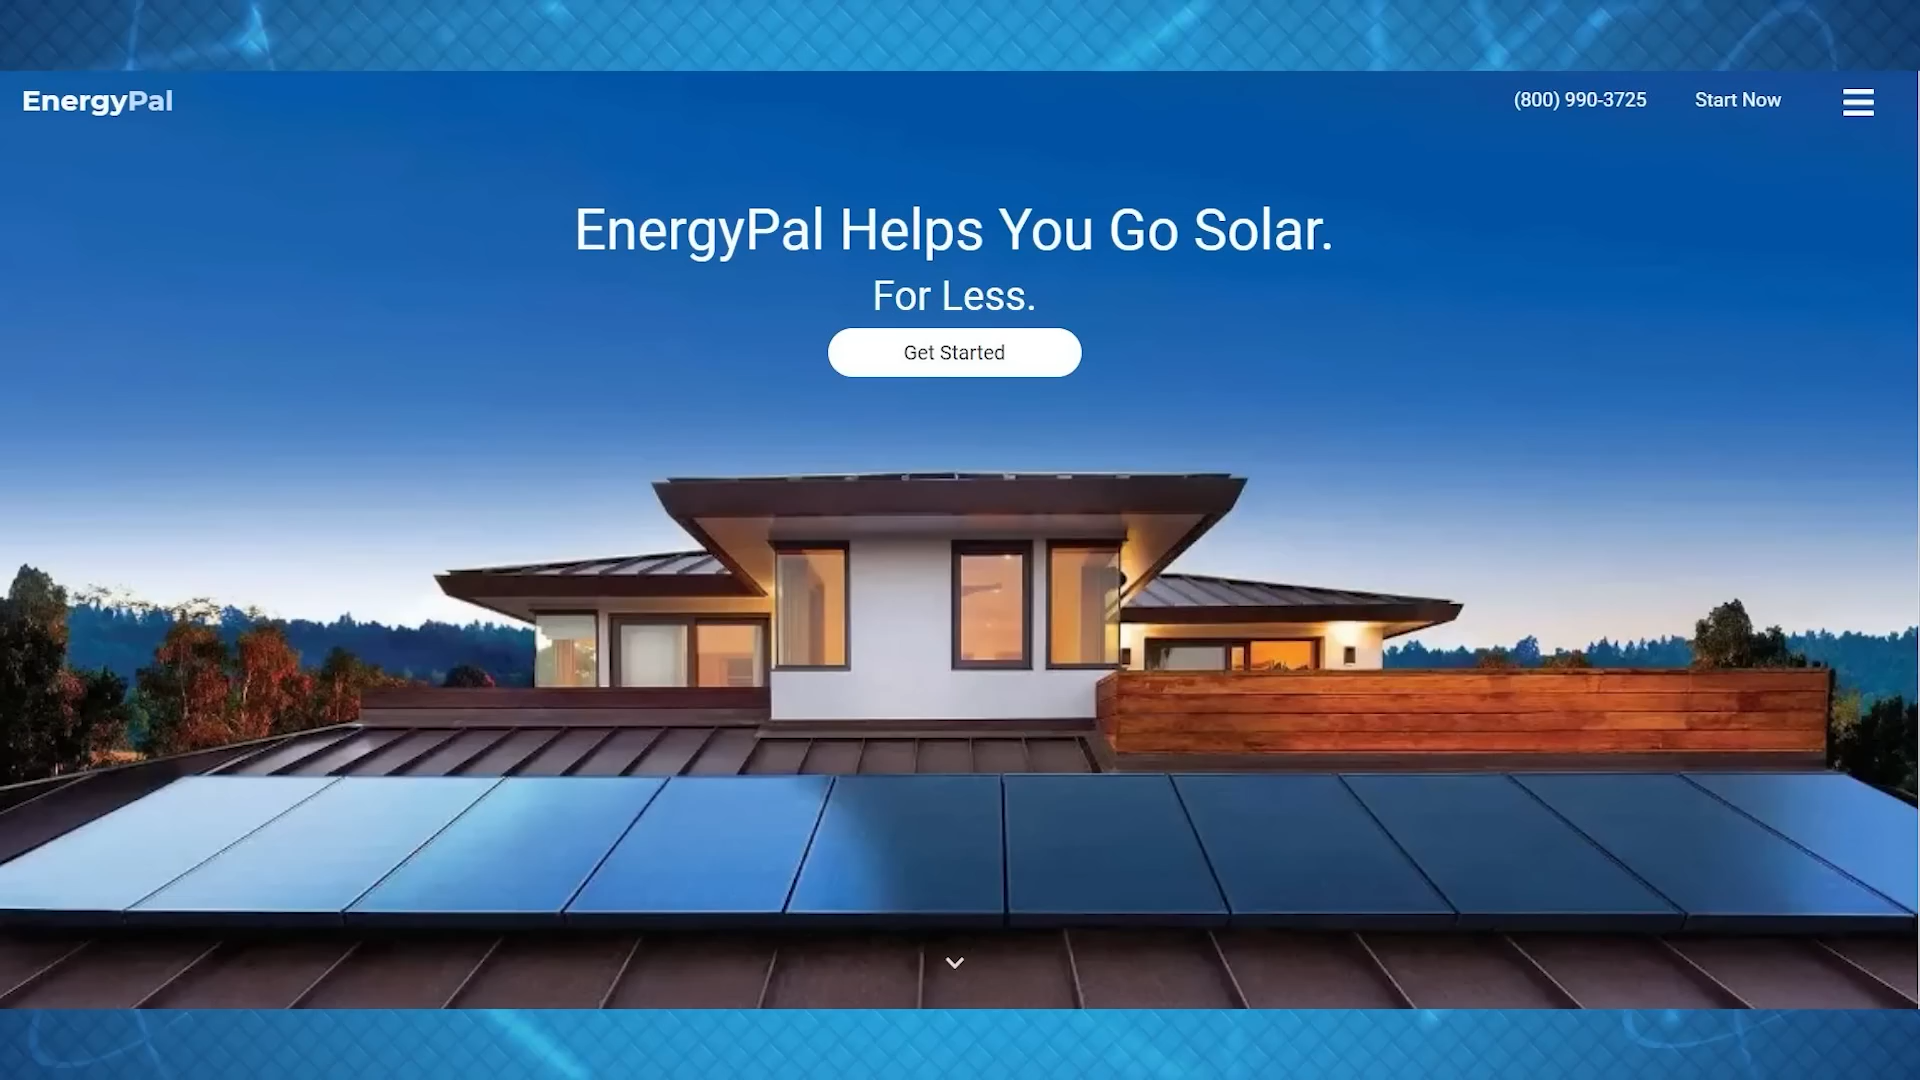 EnergyPal
(800) 990-3725
Start Now
EnergyPal Helps You Go Solar.
For Less.
Get Started